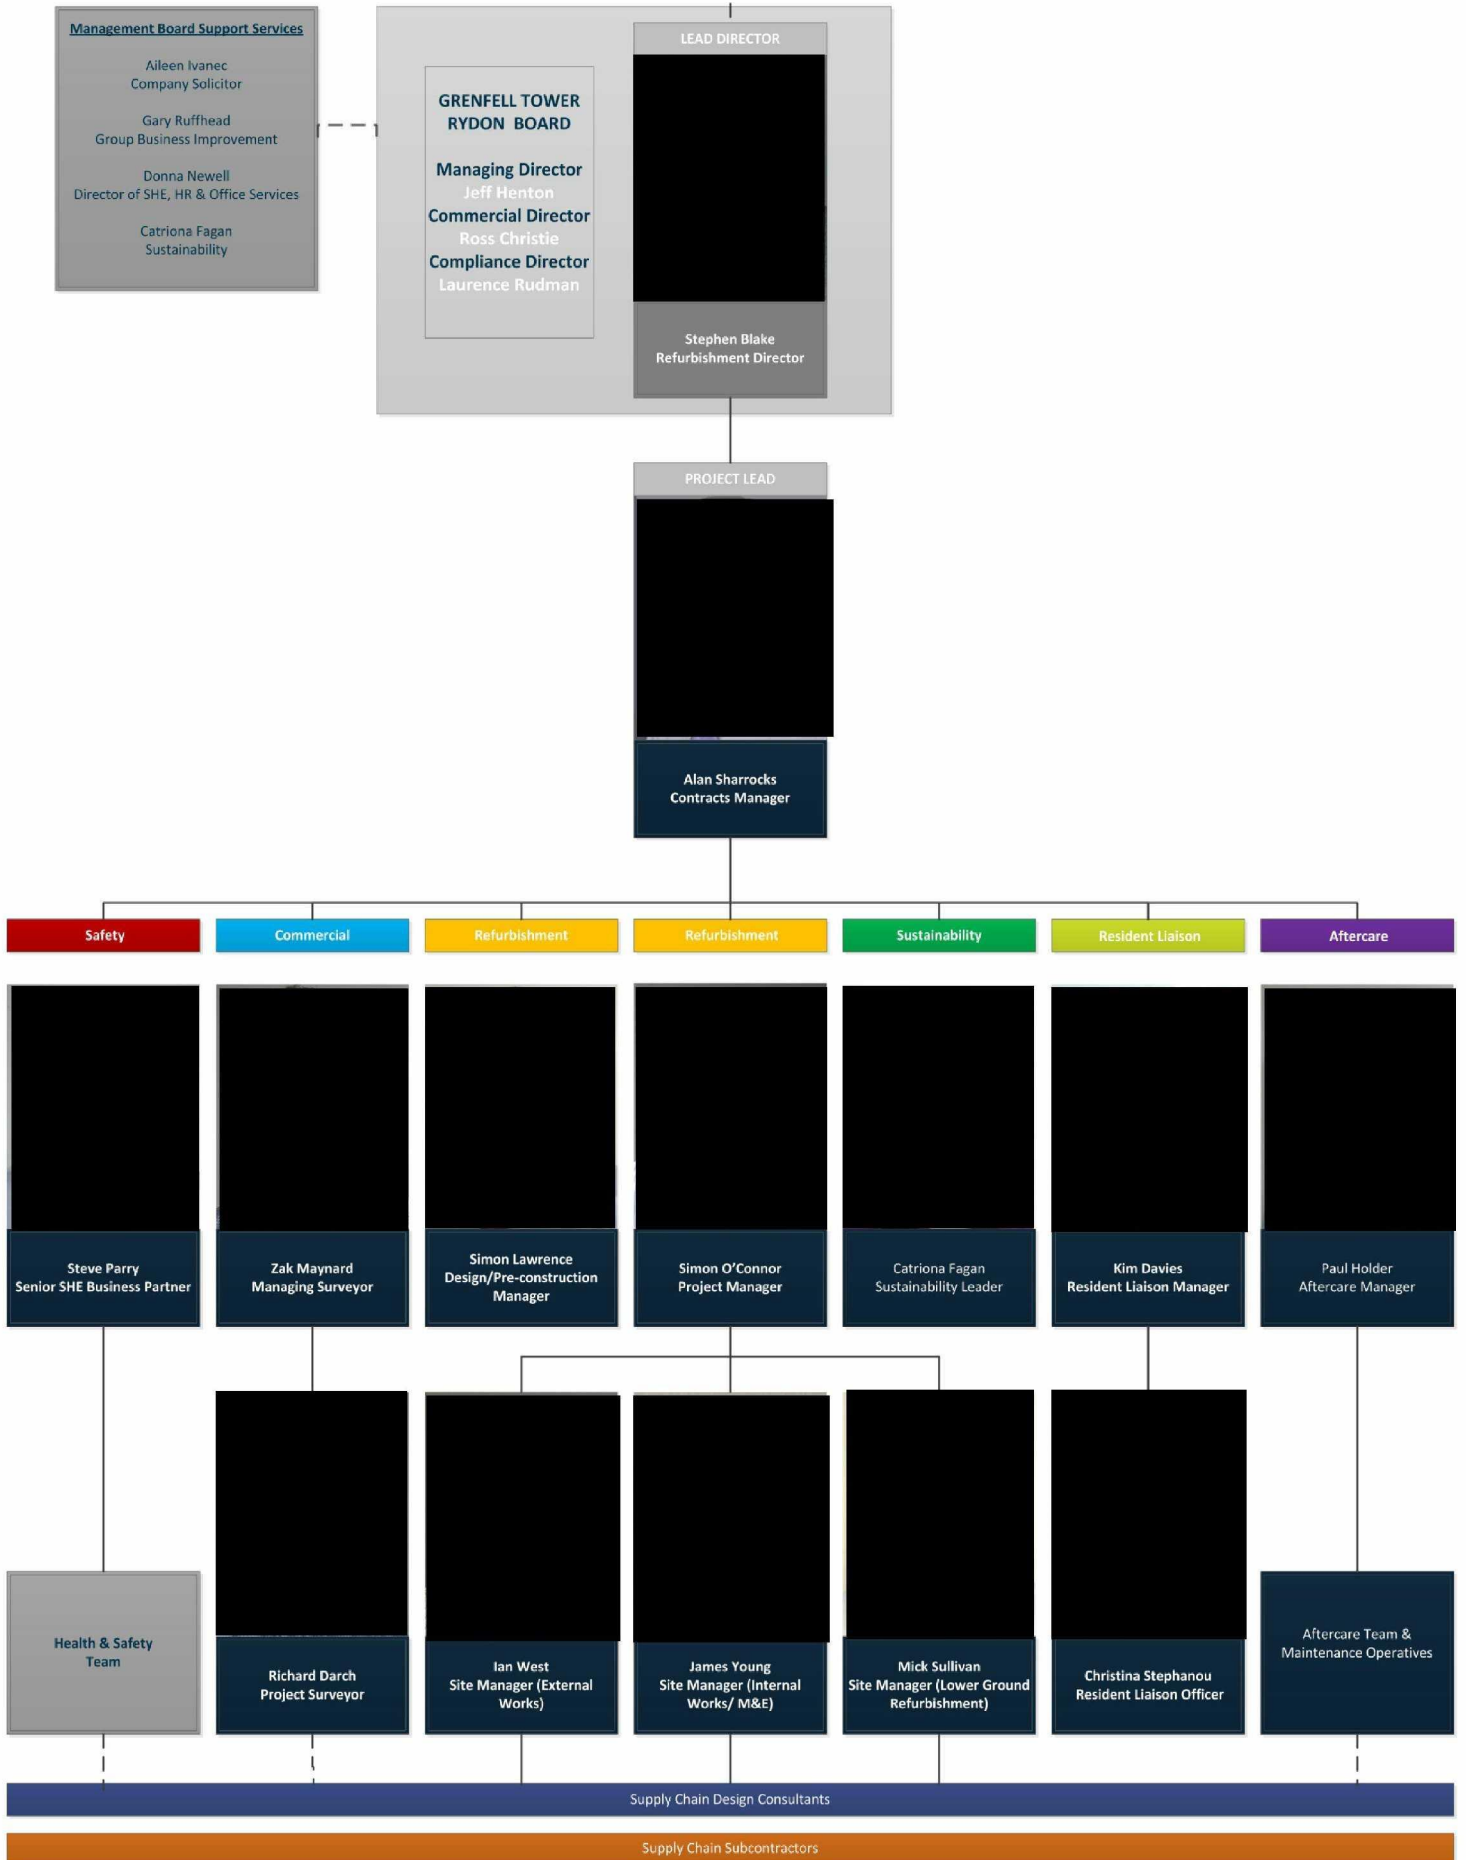 Management Board Support Services
Aileen Ivanec
Company Solicitor
Gary Ruffhead
Group Business Improvement
Donna Newell
Director of SHE, HR & Office Services
Catriona Fagan
Sustainability
GRENFELL TOWER
RYDON BOARD
Managing Director
Jeff Henton
Commercial Director
Ross Christie
Compliance Director
Laurence Rudman
LEAD DIRECTOR
Stephen Blake
Refurbishment Director
PROJECT LEAD
Alan Sharrocks
Contracts Manager
Safety
Commercial
Refurbishment
Refurbishment
Sustainability
Resident Liaison
Aftercare
Steve Parry
Senior SHE Business Partner
Zak Maynard
Managing Surveyor
Simon Lawrence
Design/Pre-construction
Manager
Simon O'Connor
Project Manager
Catriona Fagan
Sustainability Leader
Kim Davies
Resident Liaison Manager
Paul Holder
Aftercare Manager
Health & Safety
Team
Richard Darch
Project Surveyor
Ian West
Site Manager (External
Works)
James Young
Site Manager (Internal
Works/ M&E)
Mick Sullivan
Site Manager (Lower Ground
Refurbishment)
Christina Stephanou
Resident Liaison Officer
Aftercare Team &
Maintenance Operatives
Supply Chain Design Consultants
Supply Chain Subcontractors